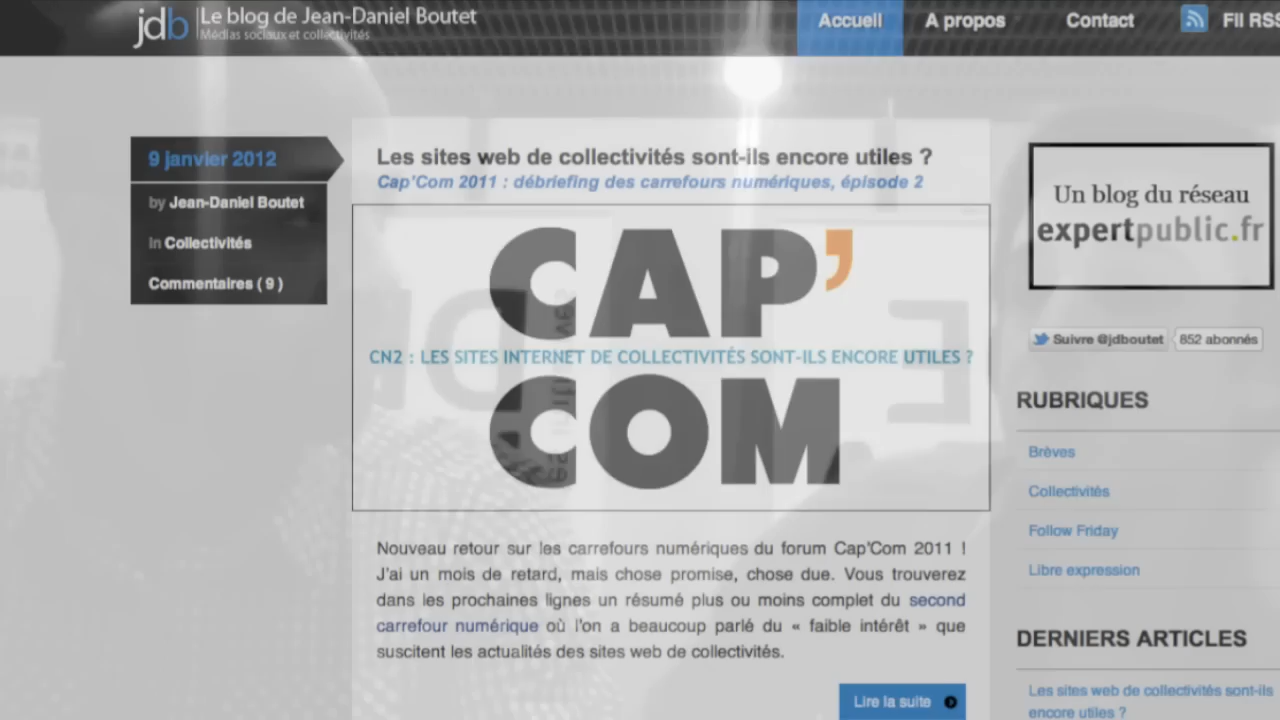 jdb
Le blog de Jean-Daniel Boutet
Médias sociaux et collectivités
Accueil
A propos
Contact
Fil RSS
9 janvier 2012
by Jean-Daniel Boutet
In Collectivités
Commentaires ( 9 )
Les sites web de collectivités sont-ils encore utiles ?
Cap'Com 2011 : débriefing des carrefours numériques, épisode 2
CAP'
CN2 : LES SITES INTERNET DE COLLECTIVITÉS SONT-ILS ENCORE UTILES ?
COM
Nouveau retour sur les carrefours numériques du forum Cap'Com 2011 !
J'ai un mois de retard, mais chose promise, chose due. Vous trouverez
dans les prochaines lignes un résumé plus ou moins complet du second
carrefour numérique où l'on a beaucoup parlé du « faible intérêt » que
suscitent les actualités des sites web de collectivités.
Lire la suite
Un blog du réseau
expertpublic.fr
Suivre @jdboutet
852 abonnés
RUBRIQUES
Brèves
Collectivités
Follow Friday
Libre expression
DERNIERS ARTICLES
Les sites web de collectivités sont-ils
encore utiles ?